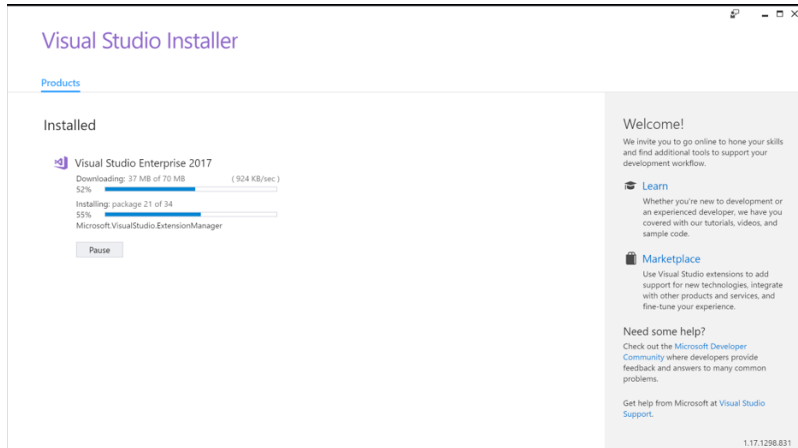 Visual Studio Installer
Products
Installed
Visual Studio Enterprise 2017
Downloading: 37 MB of 70 MB (924 KB/sec )
52%
Installing: package 21 of 34
55%
Microsoft.VisualStudio.ExtensionManager
Pause
Welcome!
We invite you to go online to hone your skills
and find additional tools to support your
development workflow.
Learn
Whether you're new to development or
an experienced developer, we have you
covered with our tutorials, videos, and
sample code.
Marketplace
Use Visual Studio extensions to add
support for new technologies, integrate
with other products and services, and
fine-tune your experience.
Need some help?
Check out the Microsoft Developer
Community where developers provide
feedback and answers to many common
problems.
Get help from Microsoft at Visual Studio
Support.
1.17.1298.831